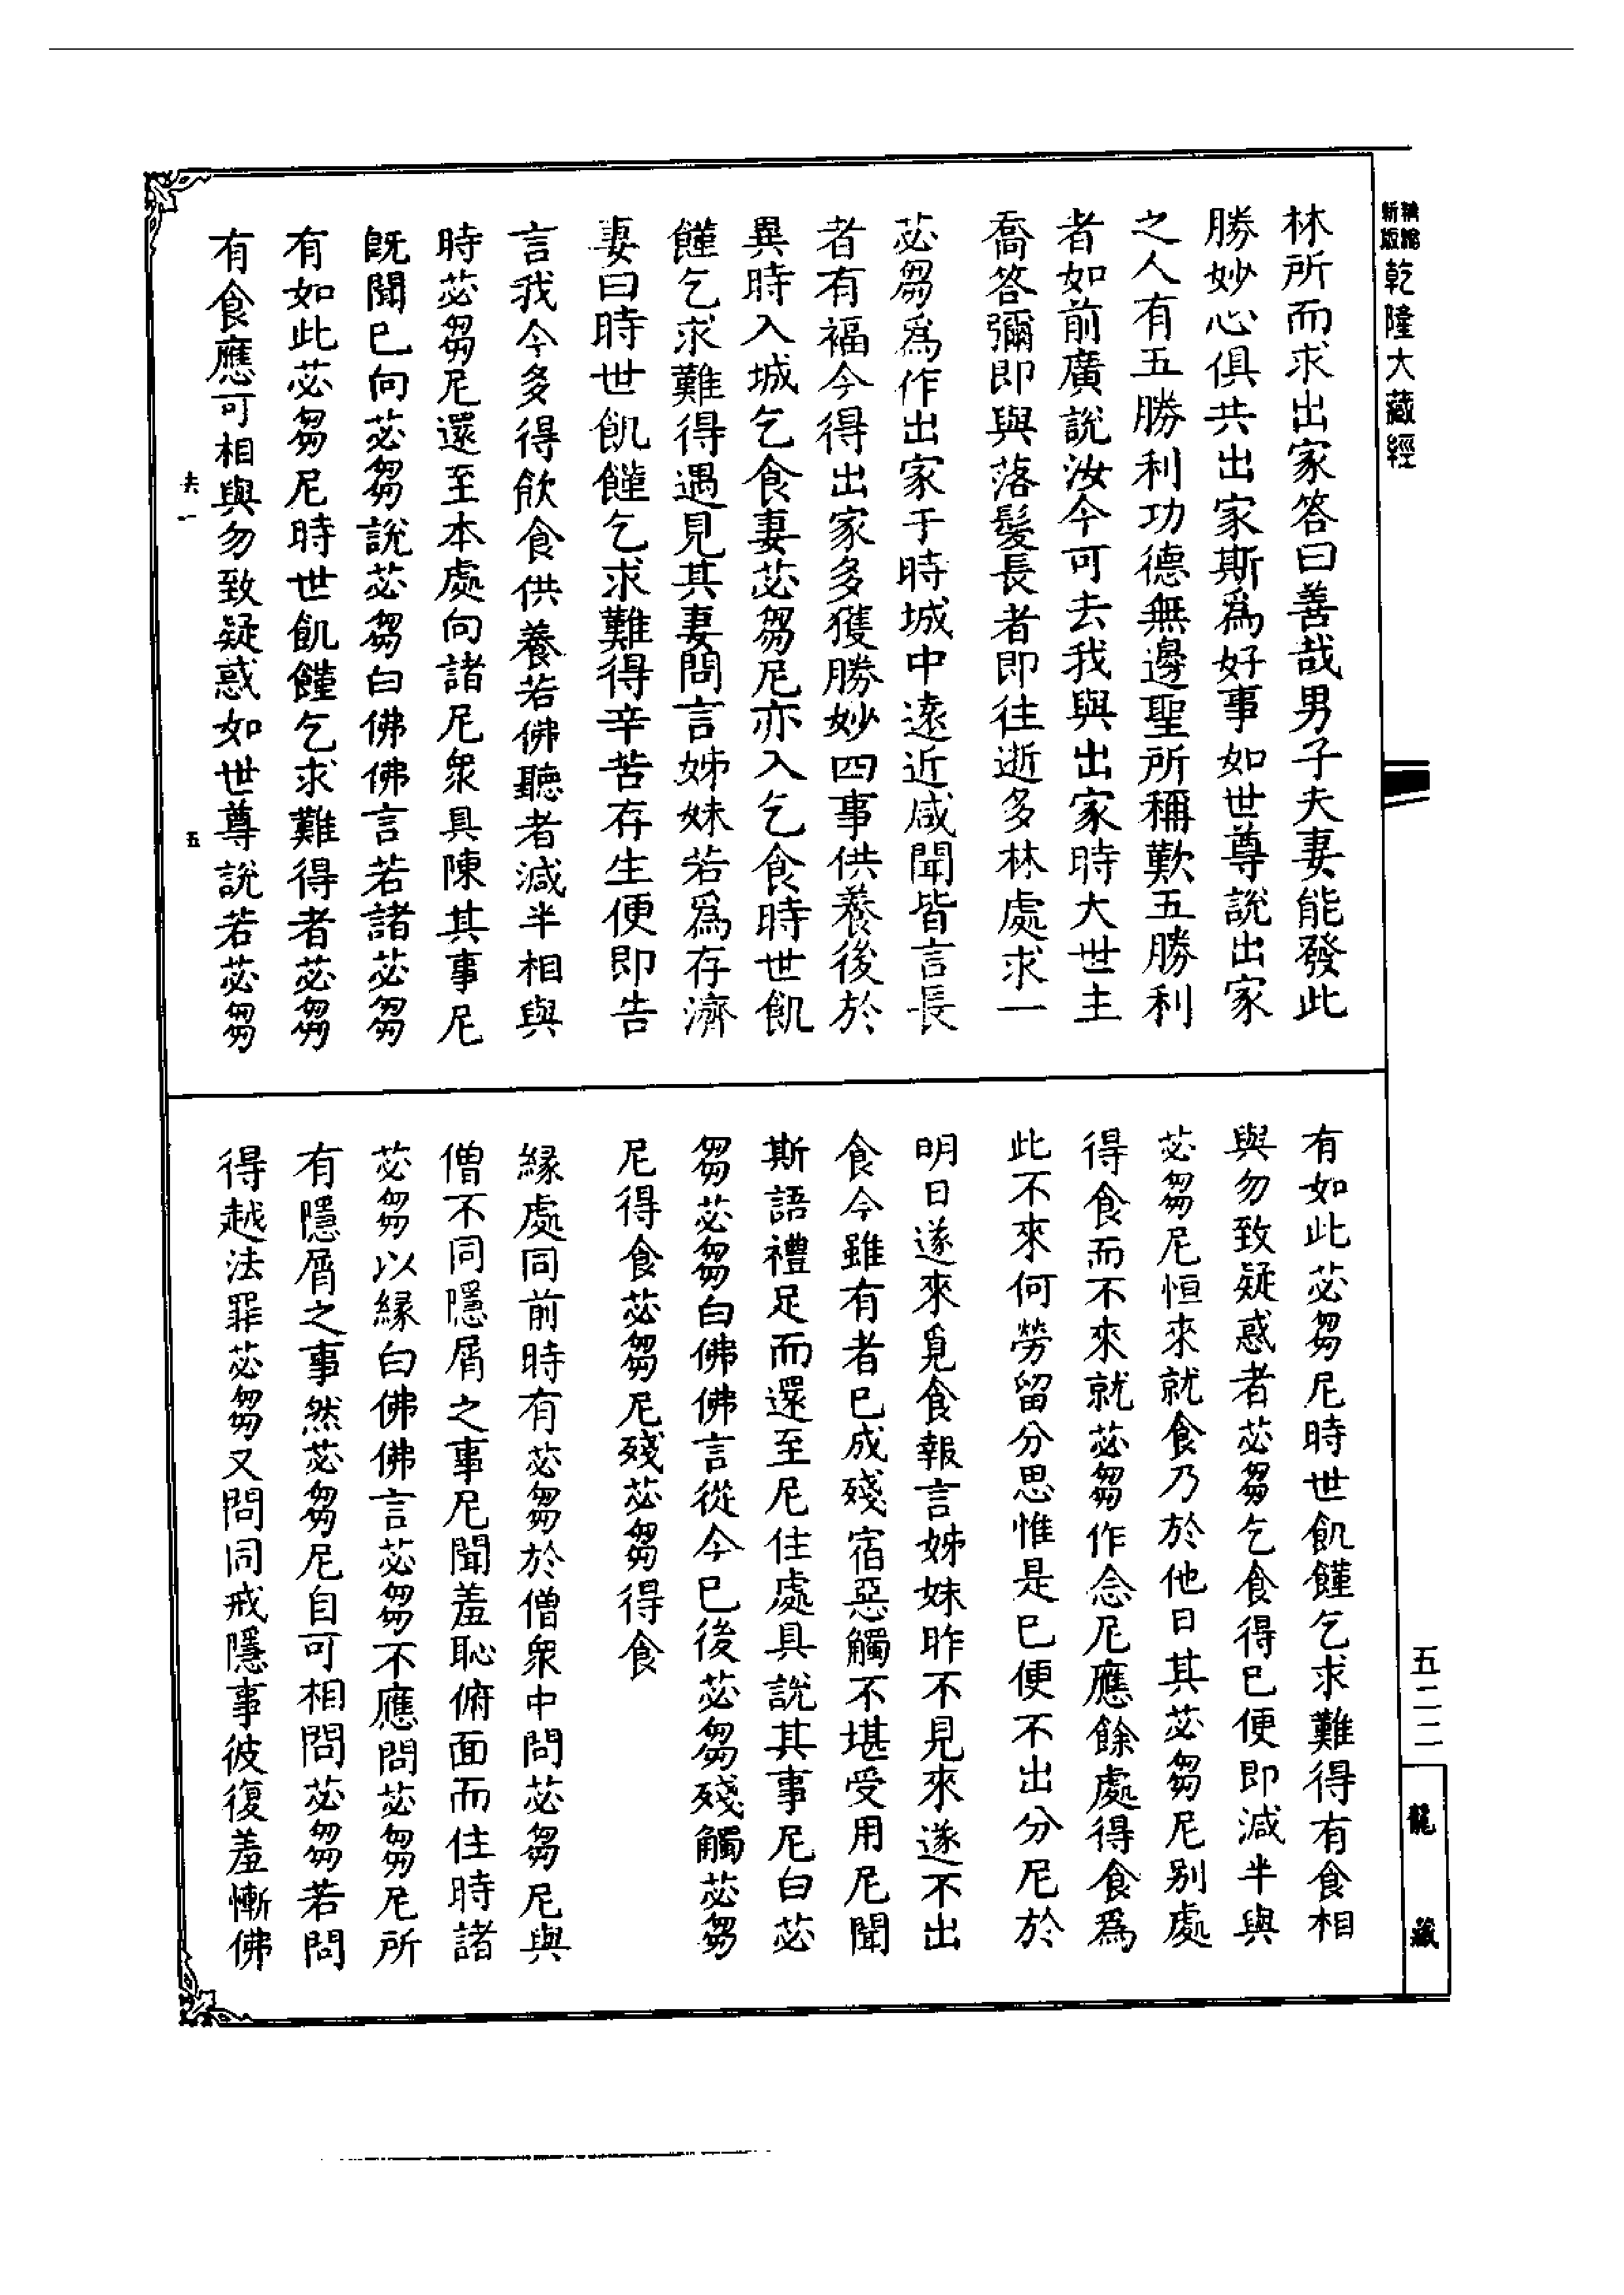 新版
精縮
乾隆大藏經
林所而求出家答曰善哉男子夫妻能發此
勝妙心俱共出家斯爲好事如世尊說出家
之人有五勝利功德無邊聖所稱歎五勝利
者如前廣說汝今可去我與出家時大世主
喬答彌即與落髮長者即往逝多林處求一
苾芻爲作出家于時城中遠近咸聞皆言長
者有福今得出家多獲勝妙四事供養後於
異時入城乞食妻苾芻尼亦入乞食時世飢
饉乞求難得遇見其妻問言姊妹若爲存濟
妻曰時世飢饉乞求難得辛苦存生便即告
言我今多得飲食供養若佛聽者減半相與
時苾芻尼還至本處向諸尼衆具陳其事尼
既聞已向苾芻說苾芻白佛佛言若諸苾芻
有如此苾芻尼時世飢饉乞求難得者苾芻
有食應可相與勿致疑惑如世尊說若苾芻
夫一
五
有如此苾芻尼時世飢饉乞求難得有食相
與勿致疑惑者苾芻乞食得已便即減半與
苾芻尼恒來就食乃於他日其苾芻尼別處
得食而不來就苾芻作念尼應餘處得食爲
此不來何勞留分思惟是已便不出分尼於
明日遂來覓食報言姊妹昨不見來遂不出
食今雖有者已成殘宿惡觸不堪受用尼聞
斯語禮足而還至尼住處具說其事尼白苾
芻苾芻白佛佛言從今已後苾芻殘觸苾芻
尼得食苾芻尼殘苾芻得食
緣處同前時有苾芻於僧衆中問苾芻尼與
僧不同隱屑之事尼聞羞恥俯面而住時諸
苾芻以緣白佛佛言苾芻不應問苾芻尼所
有隱屑之事然苾芻尼自可相問苾芻若問
得越法罪苾芻又問同戒隱事彼復羞慚佛
五二二
龍藏